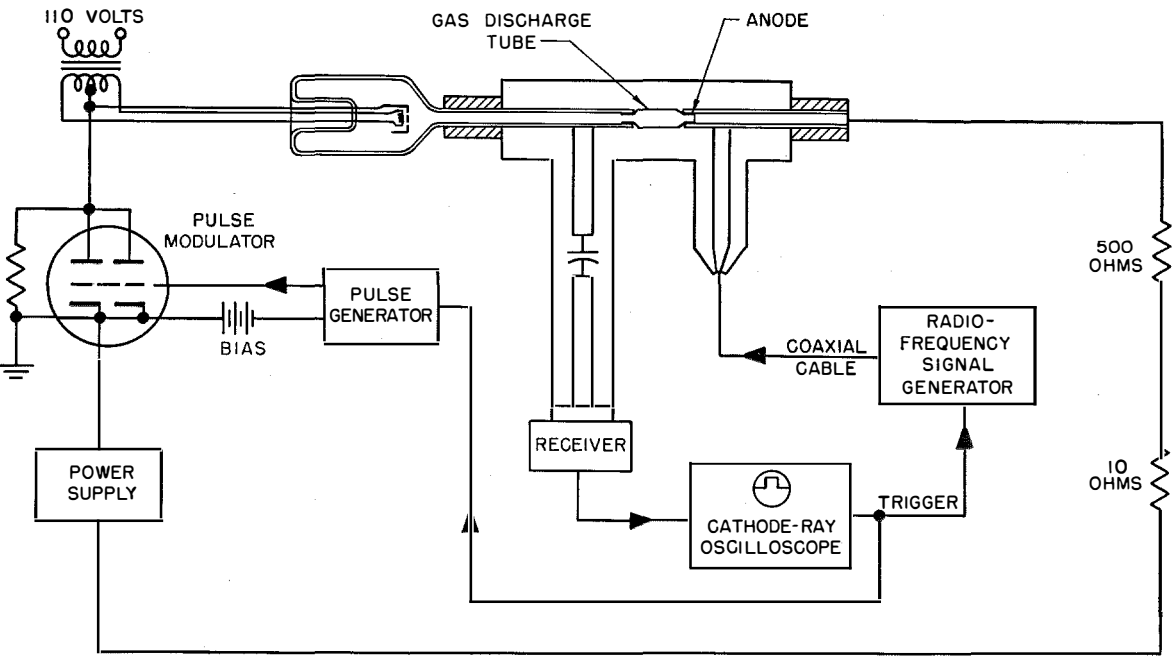 110 VOLTS
GAS DISCHARGE
TUBE
ANODE
PULSE
MODULATOR
500
OHMS
PULSE
GENERATOR
BIAS
RADIO-
FREQUENCY
SIGNAL
GENERATOR
COAXIAL
CABLE
RECEIVER
POWER
SUPPLY
10
OHMS
TRIGGER
CATHODE-RAY
OSCILLOSCOPE